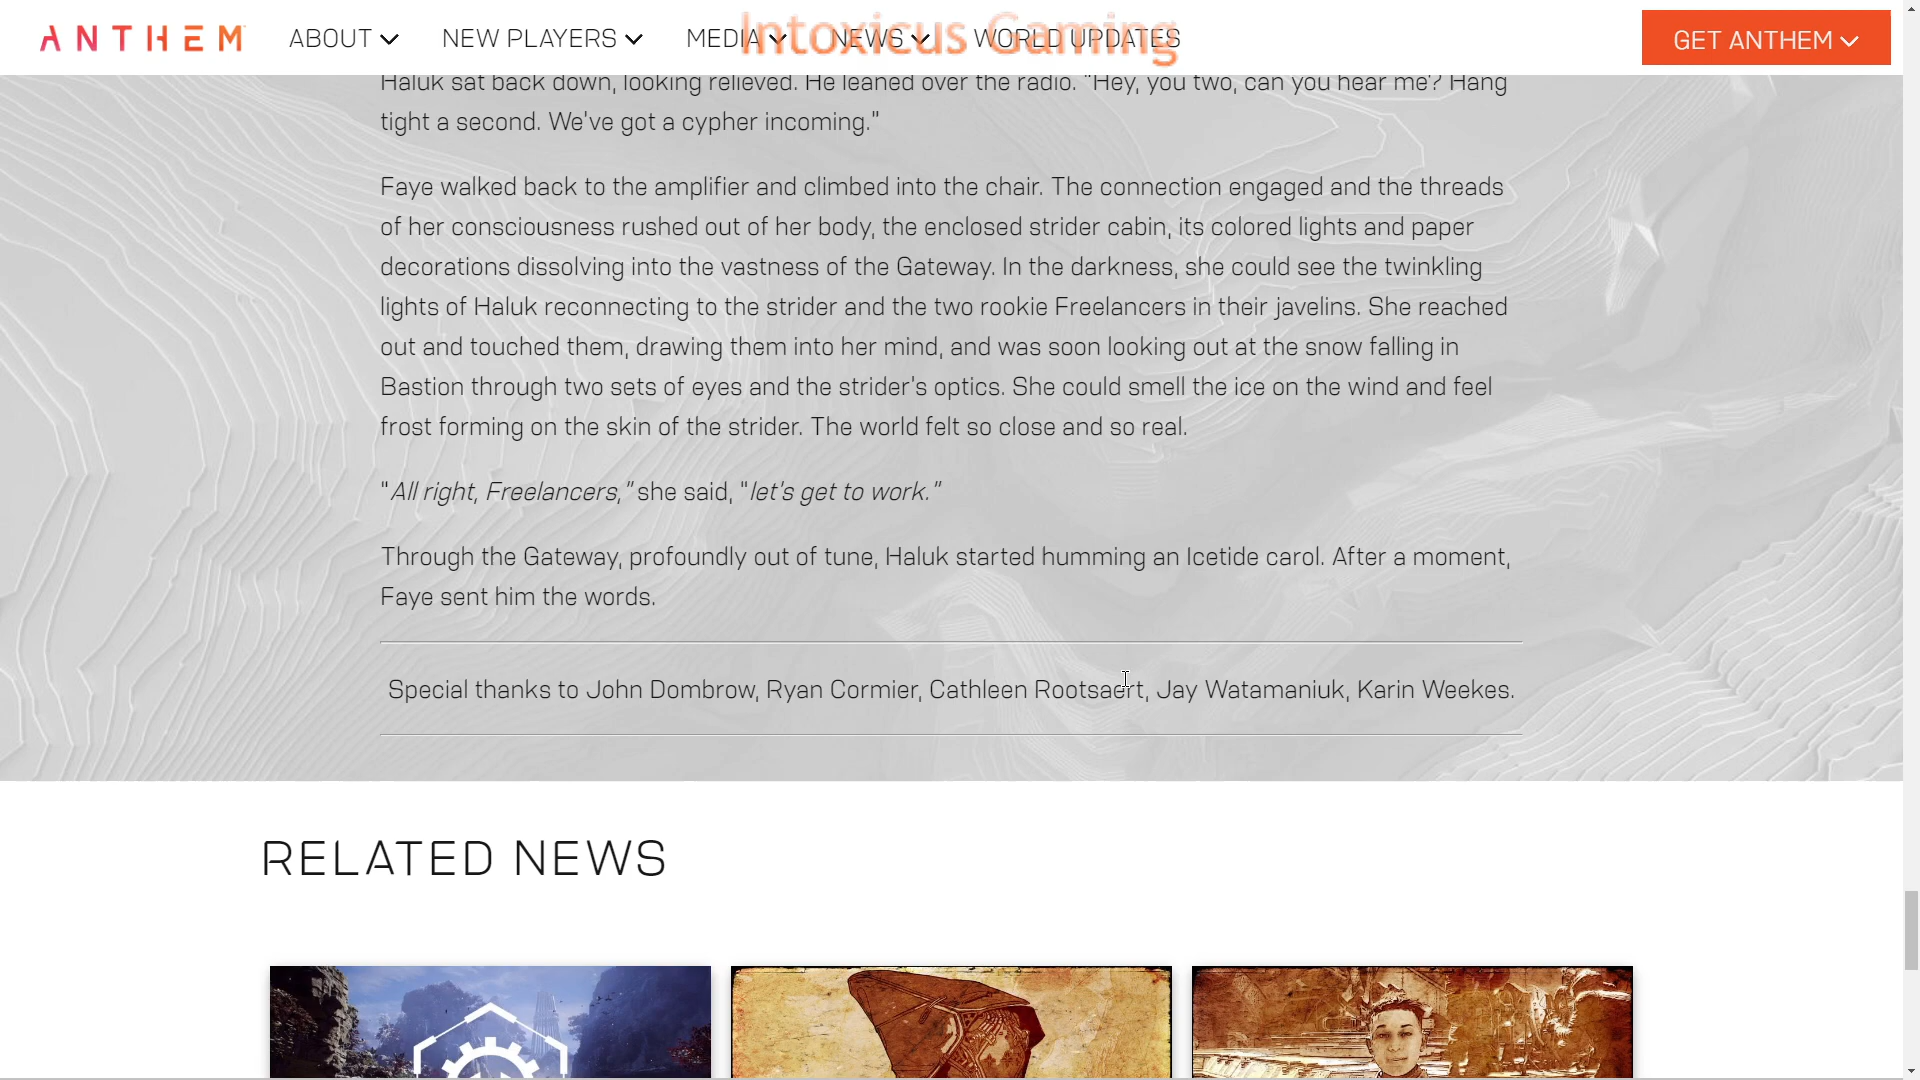 ANTHEM
ABOUT
NEW PLAYERS
MEDIA
NEWS
WORLD UPDATES
Intoxicus Gaming
GET ANTHEM
Haluk sat back down, looking relieved. He leaned over the radio. "Hey, you two, can you hear me? Hang
tight a second. We've got a cypher incoming."
Faye walked back to the amplifier and climbed into the chair. The connection engaged and the threads
of her consciousness rushed out of her body, the enclosed strider cabin, its colored lights and paper
decorations dissolving into the vastness of the Gateway. In the darkness, she could see the twinkling
lights of Haluk reconnecting to the strider and the two rookie Freelancers in their javelins. She reached
out and touched them, drawing them into her mind, and was soon looking out at the snow falling in
Bastion through two sets of eyes and the strider's optics. She could smell the ice on the wind and feel
frost forming on the skin of the strider. The world felt so close and so real.
"All right, Freelancers," she said, "let's get to work."
Through the Gateway, profoundly out of tune, Haluk started humming an Icetide carol. After a moment,
Faye sent him the words.
Special thanks to John Dombrow, Ryan Cormier, Cathleen Rootsaert, Jay Watamaniuk, Karin Weekes.
RELATED NEWS